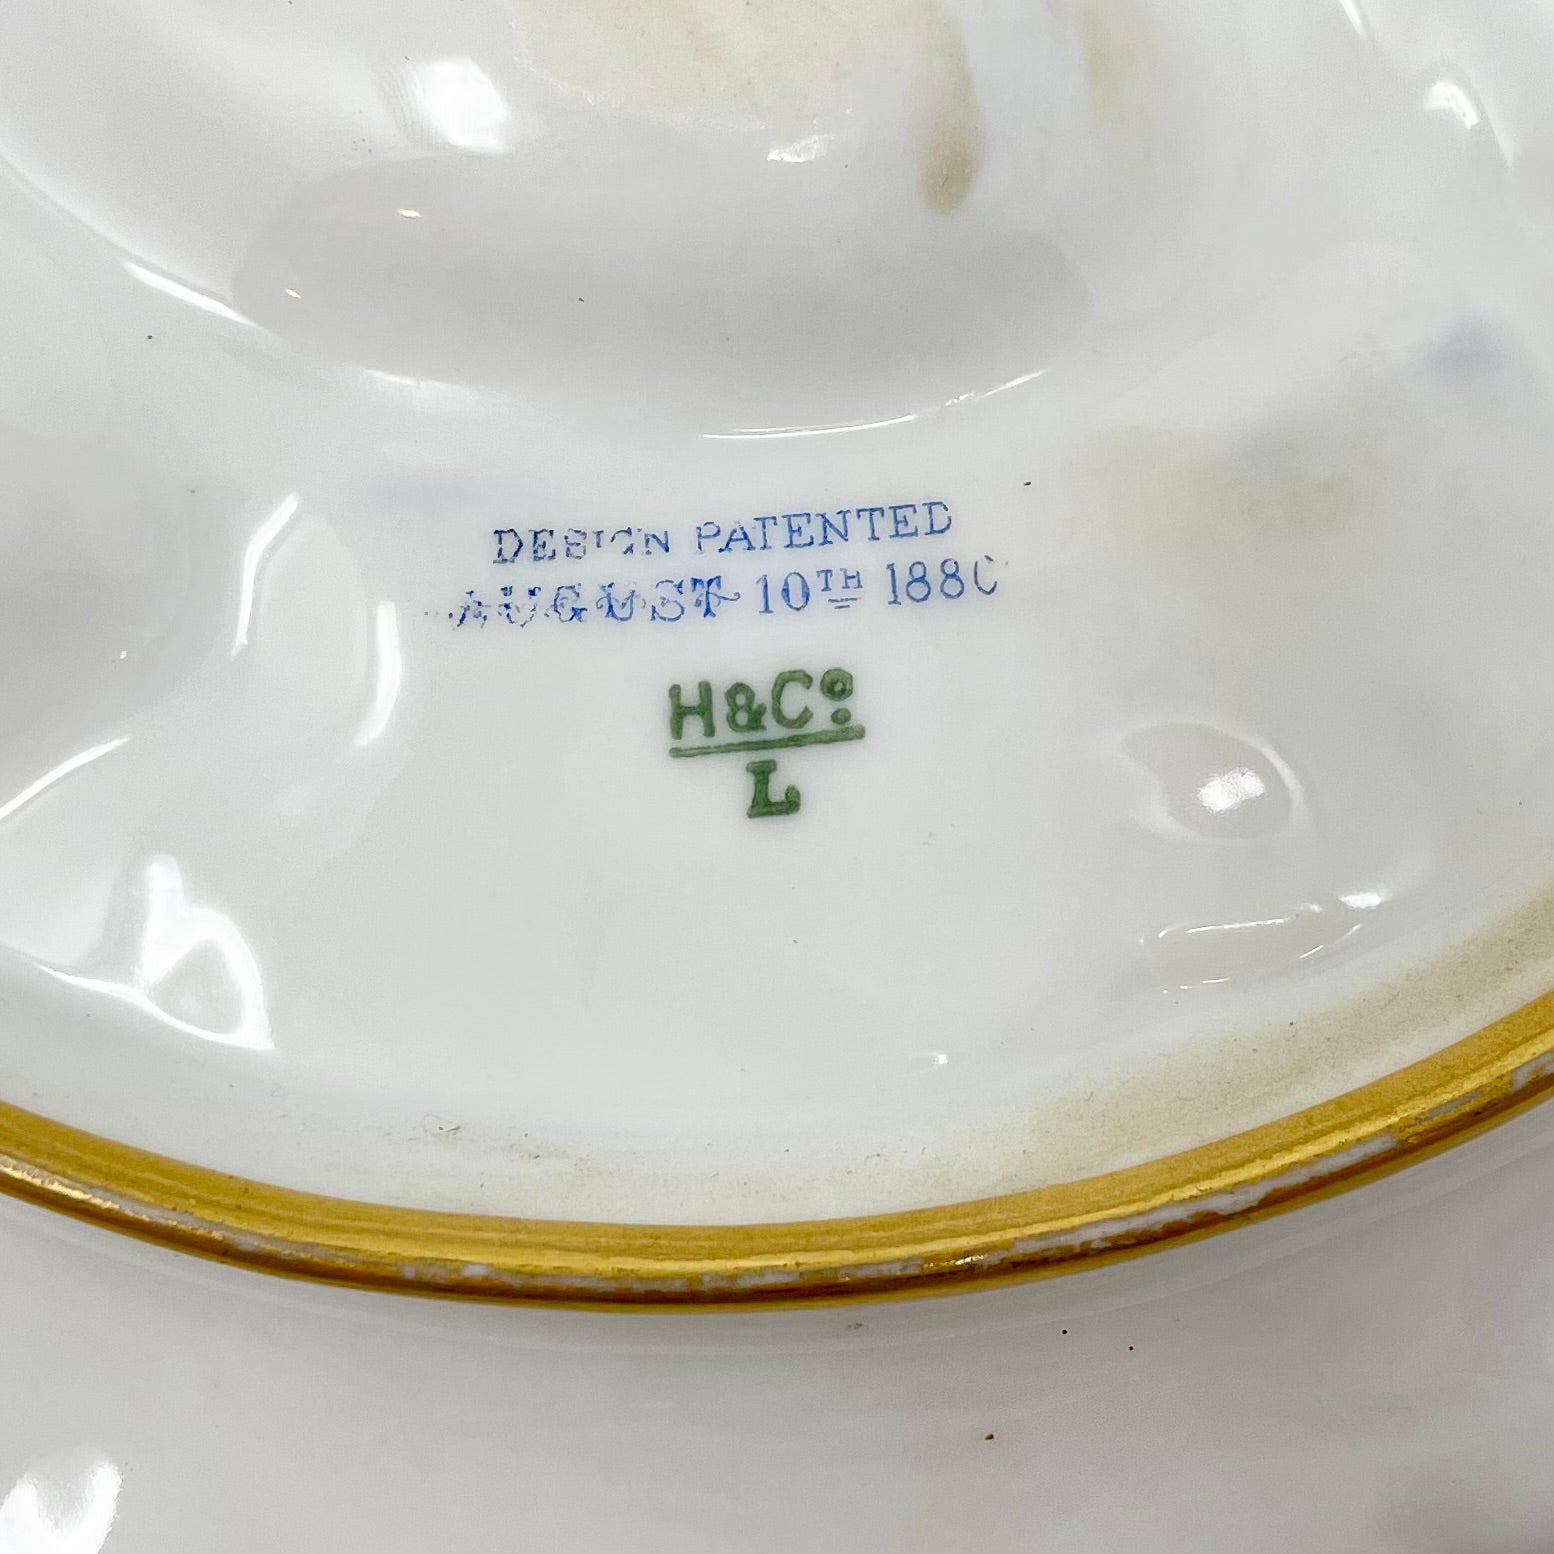 DESIGN PATENTED
AUGUST 10TH 1880
H&Co.
L